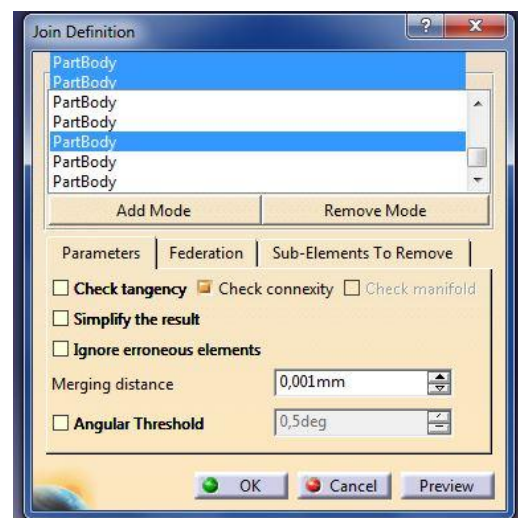 Join Definition
PartBody
PartBody
PartBody
PartBody
PartBody
PartBody
PartBody
Add Mode Remove Mode
Parameters Federation Sub-Elements To Remove
Check tangency Check connexity Check manifold
Simplify the result
Ignore erroneous elements
Merging distance 0,001mm
Angular Threshold 0,5deg
OK Cancel Preview